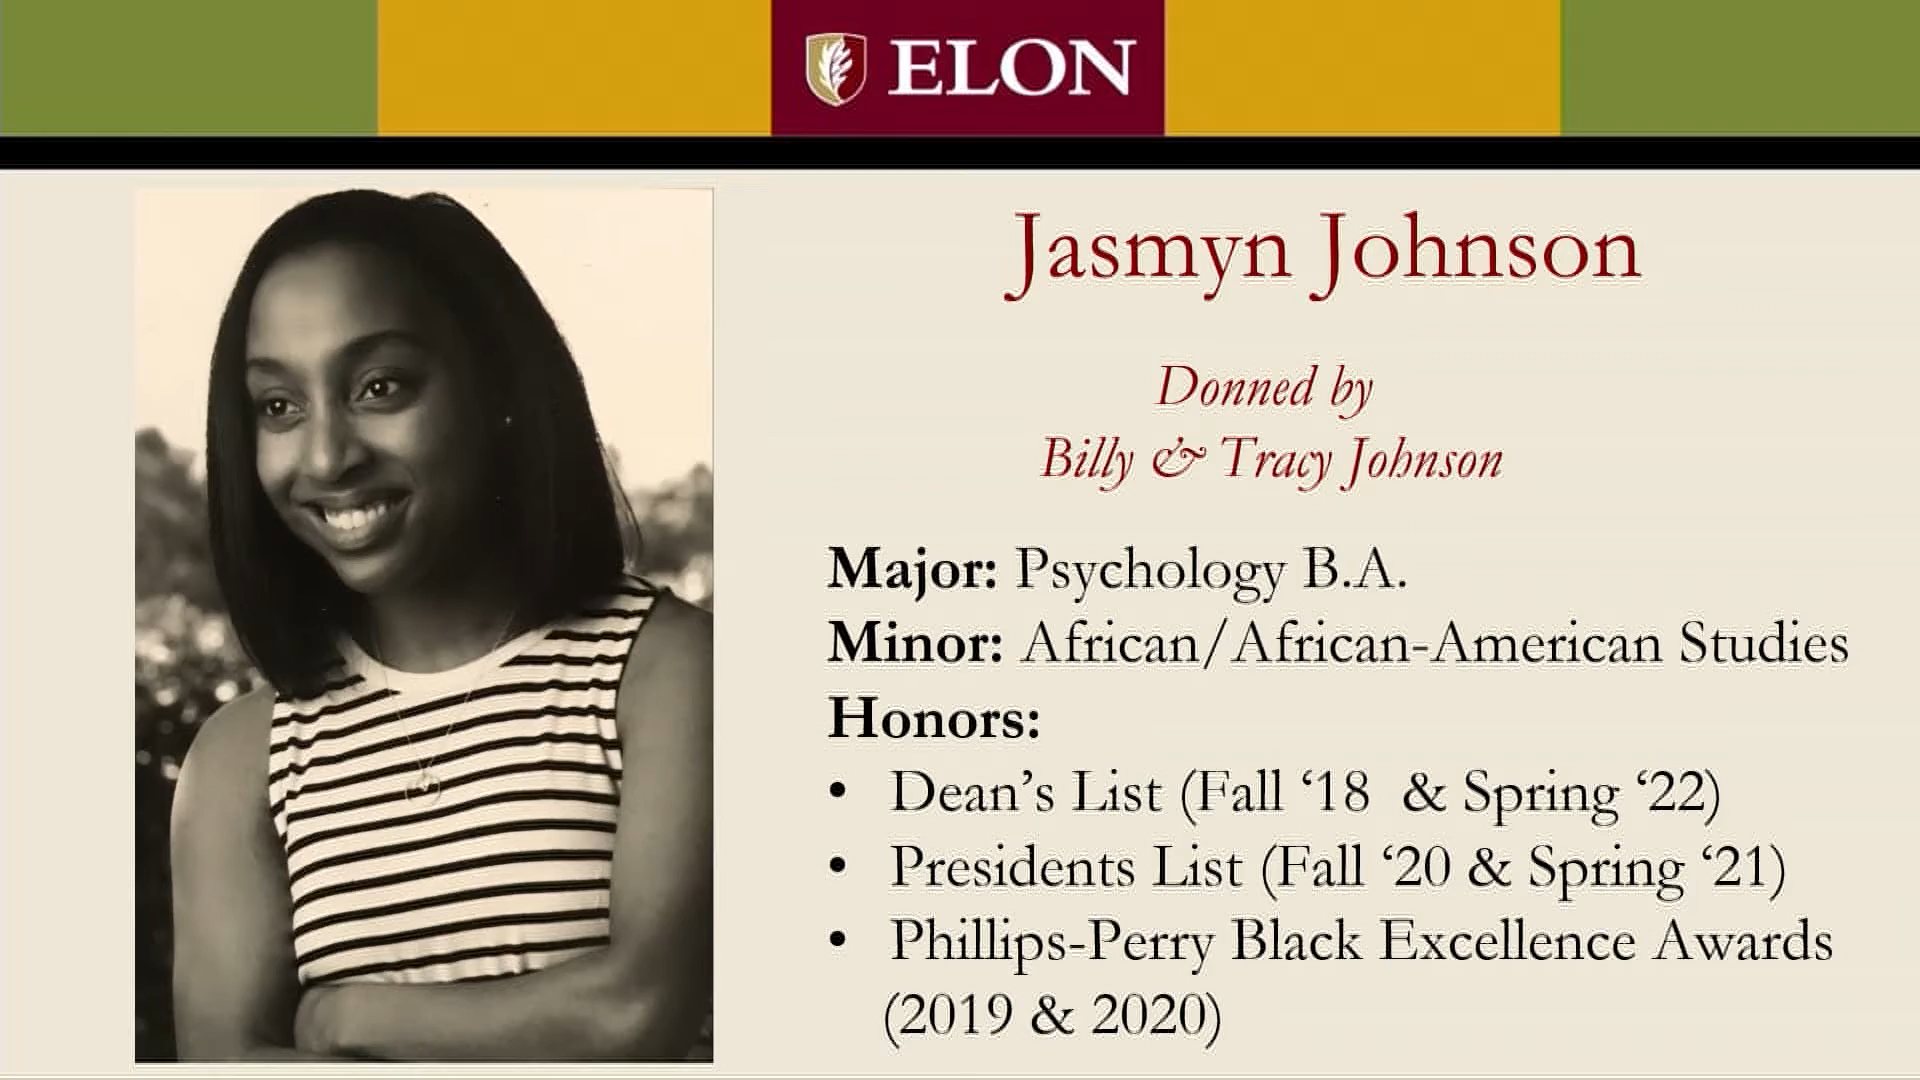 ELON
Jasmyn Johnson
Donned by
Billy & Tracy Johnson
Major: Psychology B.A.
Minor: African/African-American Studies
Honors:
• Dean’s List (Fall ‘18 & Spring ‘22)
• Presidents List (Fall ‘20 & Spring ‘21)
• Phillips-Perry Black Excellence Awards
(2019 & 2020)